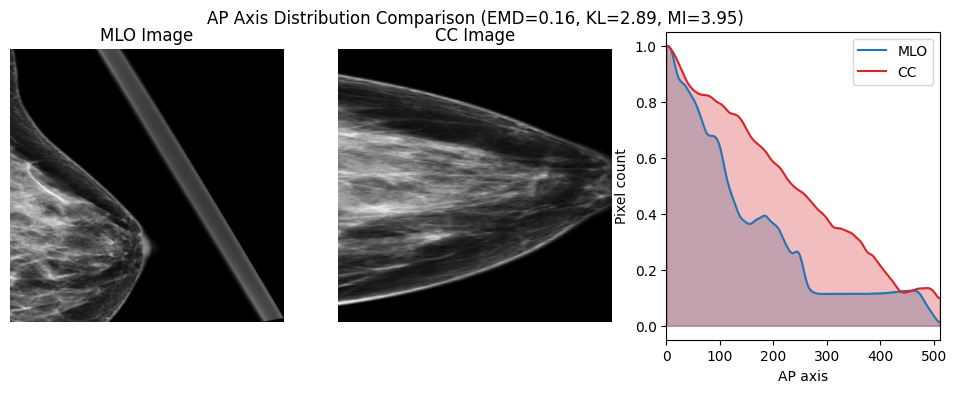 AP Axis Distribution Comparison (EMD=0.16, KL=2.89, MI=3.95)
MLO Image
CC Image
MLO
CC
1.0
0.8
0.6
0.4
0.2
0.0
Pixel count
0 100 200 300 400 500
AP axis